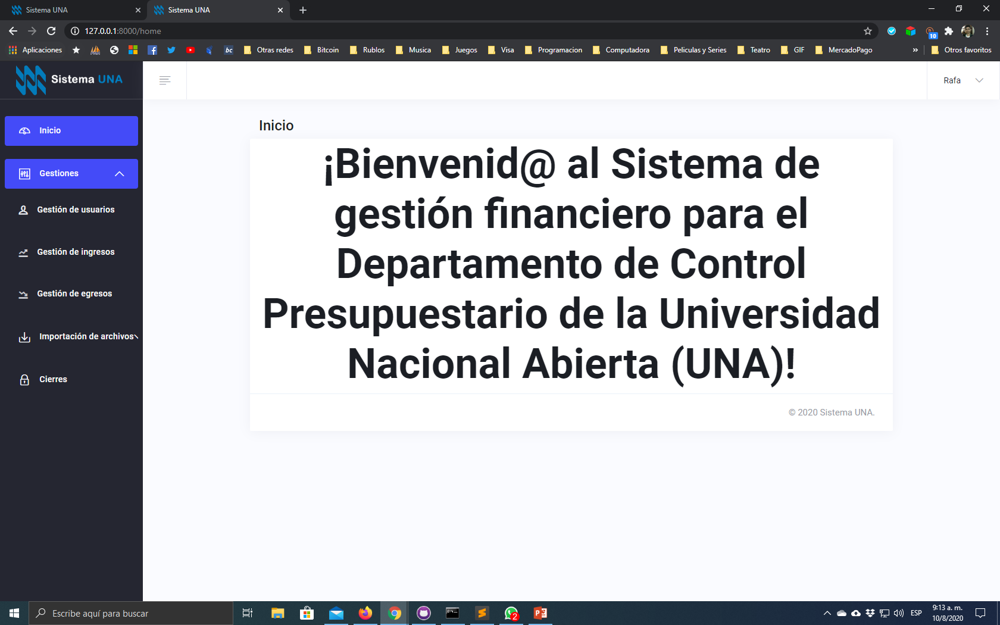 Sistema UNA
Sistema UNA
127.0.0.1:8000/home
10
Aplicaciones
bc
Otras redes
Bitcoin
Rublos
Musica
Juegos
Visa
Programacion
Computadora
Peliculas y Series
Teatro
GIF
MercadoPago
»
Otros favoritos
Sistema UNA
Rafa
Inicio
Gestiones
Gestión de usuarios
Gestión de ingresos
Gestión de egresos
Importación de archivos
Cierres
Inicio
¡Bienvenid@ al Sistema de
gestión financiero para el
Departamento de Control
Presupuestario de la Universidad
Nacional Abierta (UNA)!
© 2020 Sistema UNA.
Escribe aquí para buscar
2
ESP
9:13 a. m.
10/8/2020